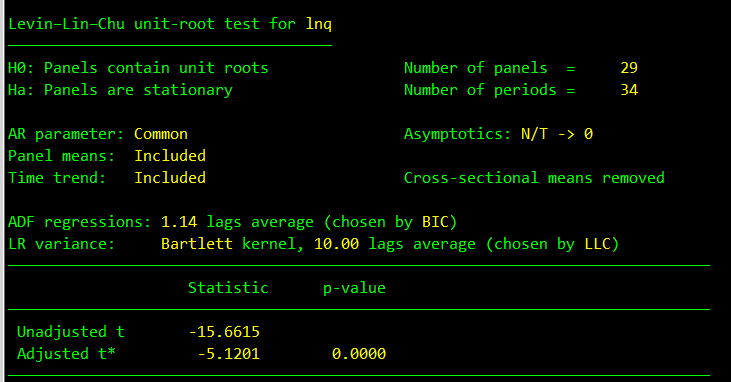 Levin–Lin–Chu unit-root test for lnq
H0: Panels contain unit roots Number of panels = 29
Ha: Panels are stationary Number of periods = 34
AR parameter: Common Asymptotics: N/T -> 0
Panel means: Included
Time trend: Included Cross-sectional means removed
ADF regressions: 1.14 lags average (chosen by BIC)
LR variance: Bartlett kernel, 10.00 lags average (chosen by LLC)
Statistic p-value
Unadjusted t -15.6615
Adjusted t* -5.1201 0.0000